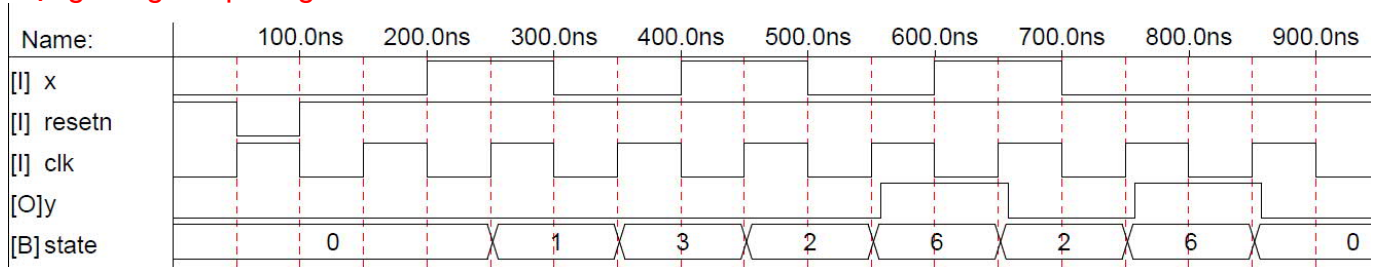 Name: 100.0ns 200.0ns 300.0ns 400.0ns 500.0ns 600.0ns 700.0ns 800.0ns 900.0ns
[I] x
[I] resetn
[I] clk
[O]y
[B]state 0 1 3 2 6 2 6 0